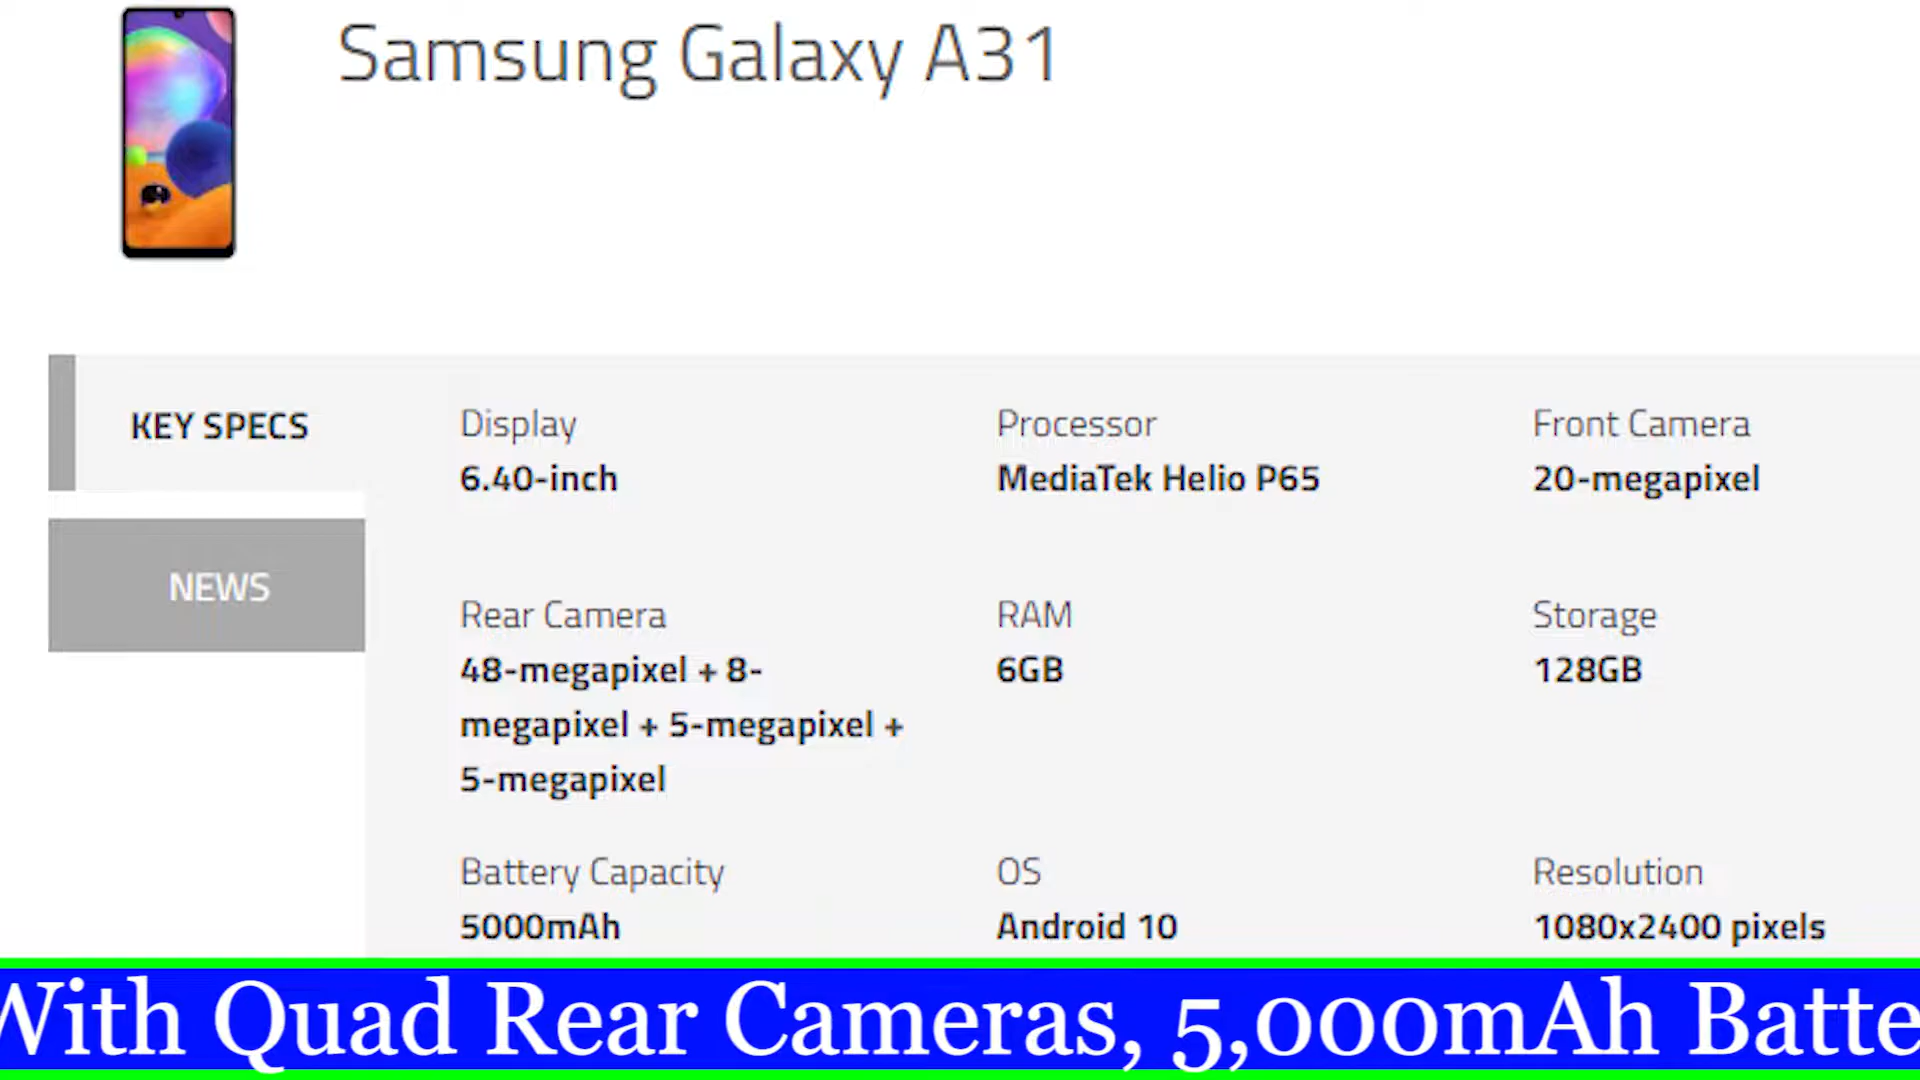 Samsung Galaxy A31
KEY SPECS
NEWS
Display
6.40-inch
Processor
MediaTek Helio P65
Front Camera
20-megapixel
Rear Camera
48-megapixel + 8-
megapixel + 5-megapixel +
5-megapixel
RAM
6GB
Storage
128GB
Battery Capacity
5000mAh
OS
Android 10
Resolution
1080x2400 pixels
With Quad Rear Cameras, 5,000mAh Batte